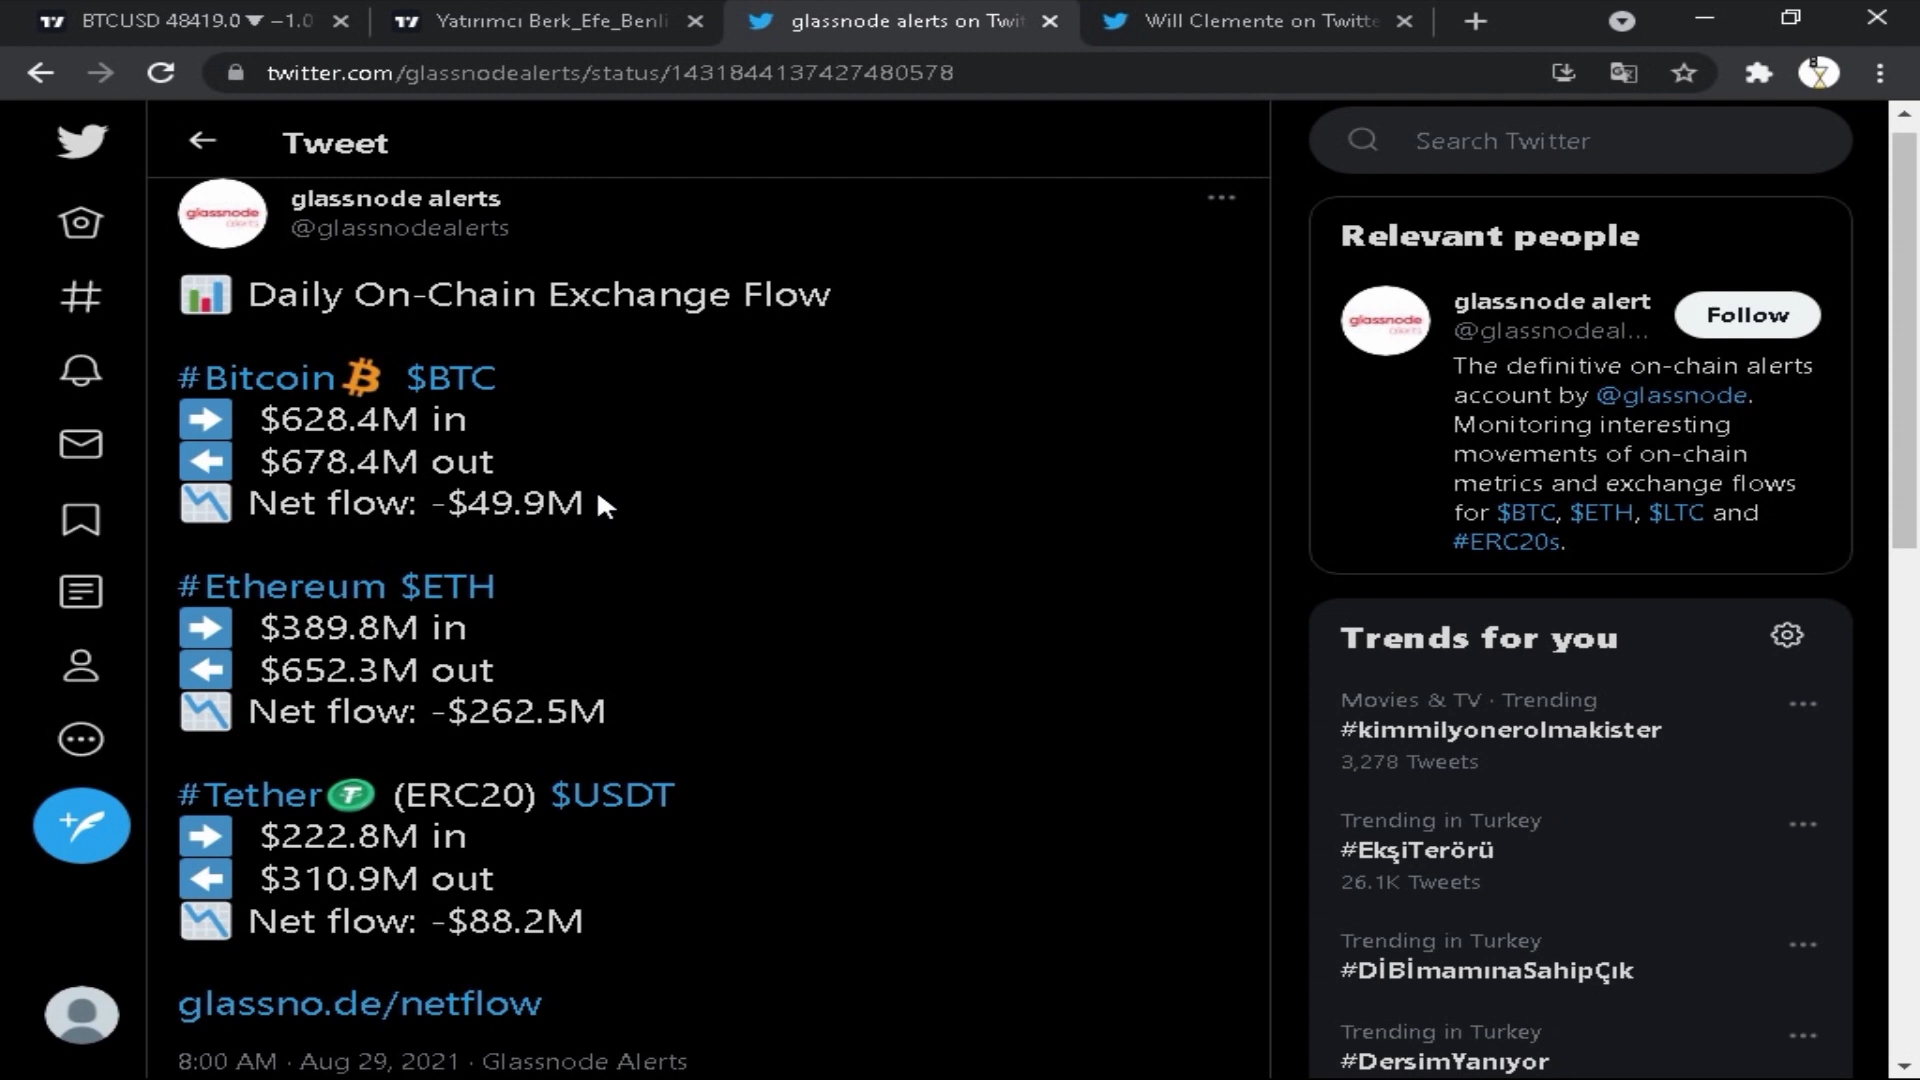 BTCUSD 48419.0 ▼ −1.0
Yatırımcı Berk_Efe_Benli
glassnode alerts on Twit
Will Clemente on Twitte
twitter.com/glassnodealerts/status/1431844137427480578
Tweet
Search Twitter
glassnode alerts
@glassnodealerts
Daily On-Chain Exchange Flow
#Bitcoin $BTC
$628.4M in
$678.4M out
Net flow: -$49.9M
#Ethereum $ETH
$389.8M in
$652.3M out
Net flow: -$262.5M
#Tether (ERC20) $USDT
$222.8M in
$310.9M out
Net flow: -$88.2M
glassno.de/netflow
8:00 AM · Aug 29, 2021 · Glassnode Alerts
Relevant people
glassnode
alerts
glassnode alert
@glassnodeal...
Follow
The definitive on-chain alerts
account by @glassnode.
Monitoring interesting
movements of on-chain
metrics and exchange flows
for $BTC, $ETH, $LTC and
#ERC20s.
Trends for you
Movies & TV · Trending
#kimmilyonerolmakister
3,278 Tweets
Trending in Turkey
#EkşiTerörü
26.1K Tweets
Trending in Turkey
#DİBİmamınaSahipÇık
Trending in Turkey
#DersimYanıyor